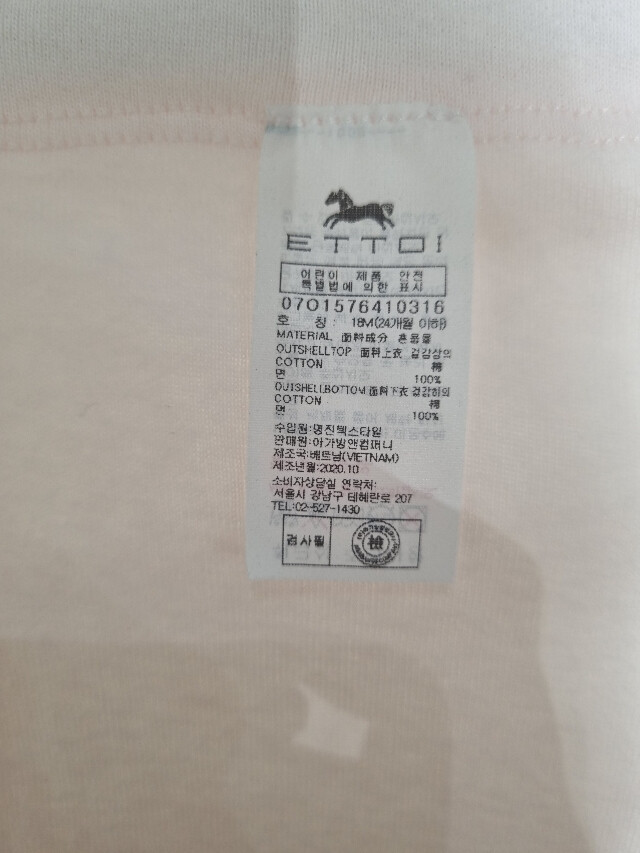 ETTOI
어린이 제품 안전
특별법에 의한 표시
0701576410316
호 칭 : 18M(24개월 이하)
MATERIAL 面料成分 혼용률
OUTSHELLTOP 面料上衣 겉감상의
COTTON 棉
면 100%
OUTSHELLBOTTOM 面料下衣 겉감하의
COTTON 棉
면 100%
수입원:명진텍스타일
판매원:아가방앤컴퍼니
제조국:베트남(VIETNAM)
제조년월:2020.10
소비자상담실 연락처:
서울시 강남구 테헤란로 207
TEL:02-527-1430
검사필